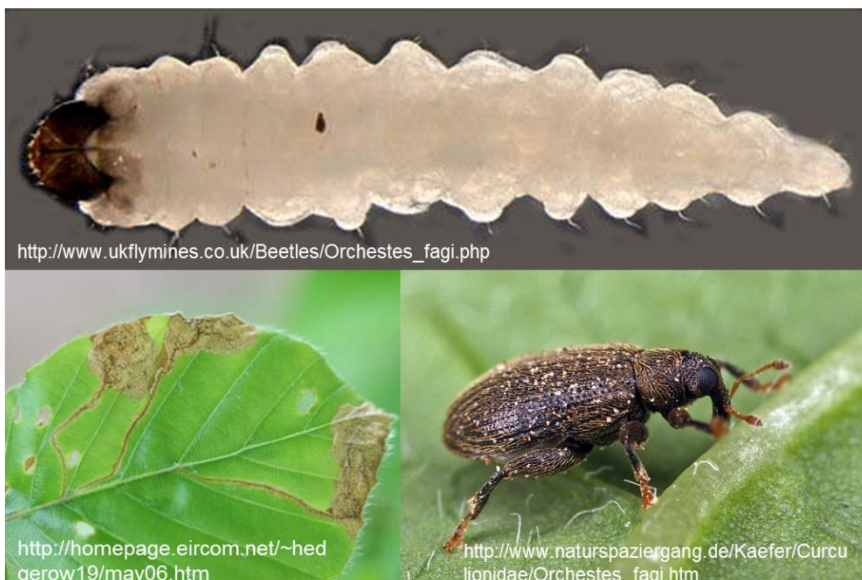 http://www.ukflymines.co.uk/Beetles/Orchestes_fagi.php
http://homepage.eircom.net/~hed
gerow19/may06.htm
http://www.naturspaziergang.de/Kaefer/Curcu
lionidae/Orchestes_fagi.htm